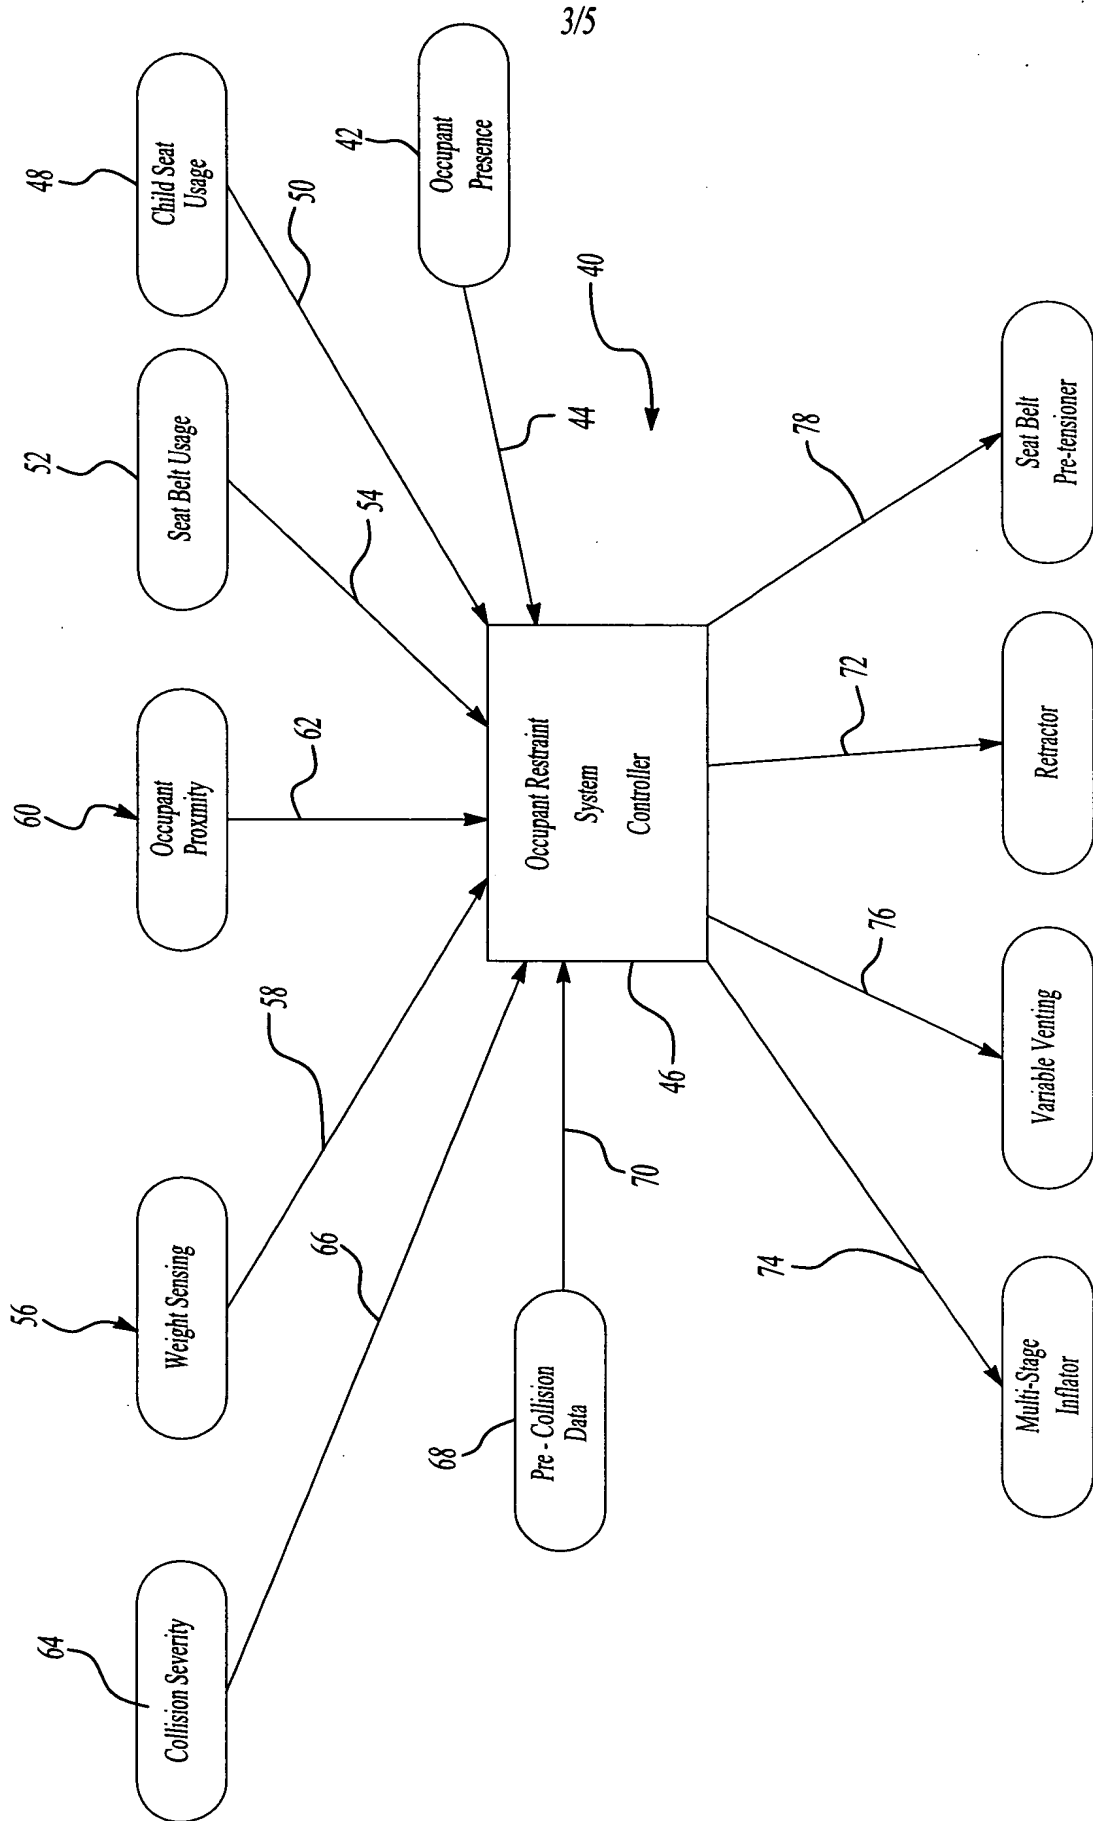 3/5
64
Collision Severity
56
Weight Sensing
60
Occupant
Proxmity
52
Seat Belt Usage
48
Child Seat
Usage
66
58
62
54
50
68
Pre - Collision
Data
70
46
Occupant Restraint
System
Controller
44
42
Occupant
Presence
40
74
76
72
78
Multi-Stage
Inflator
Variable Venting
Retractor
Seat Belt
Pre-tensioner